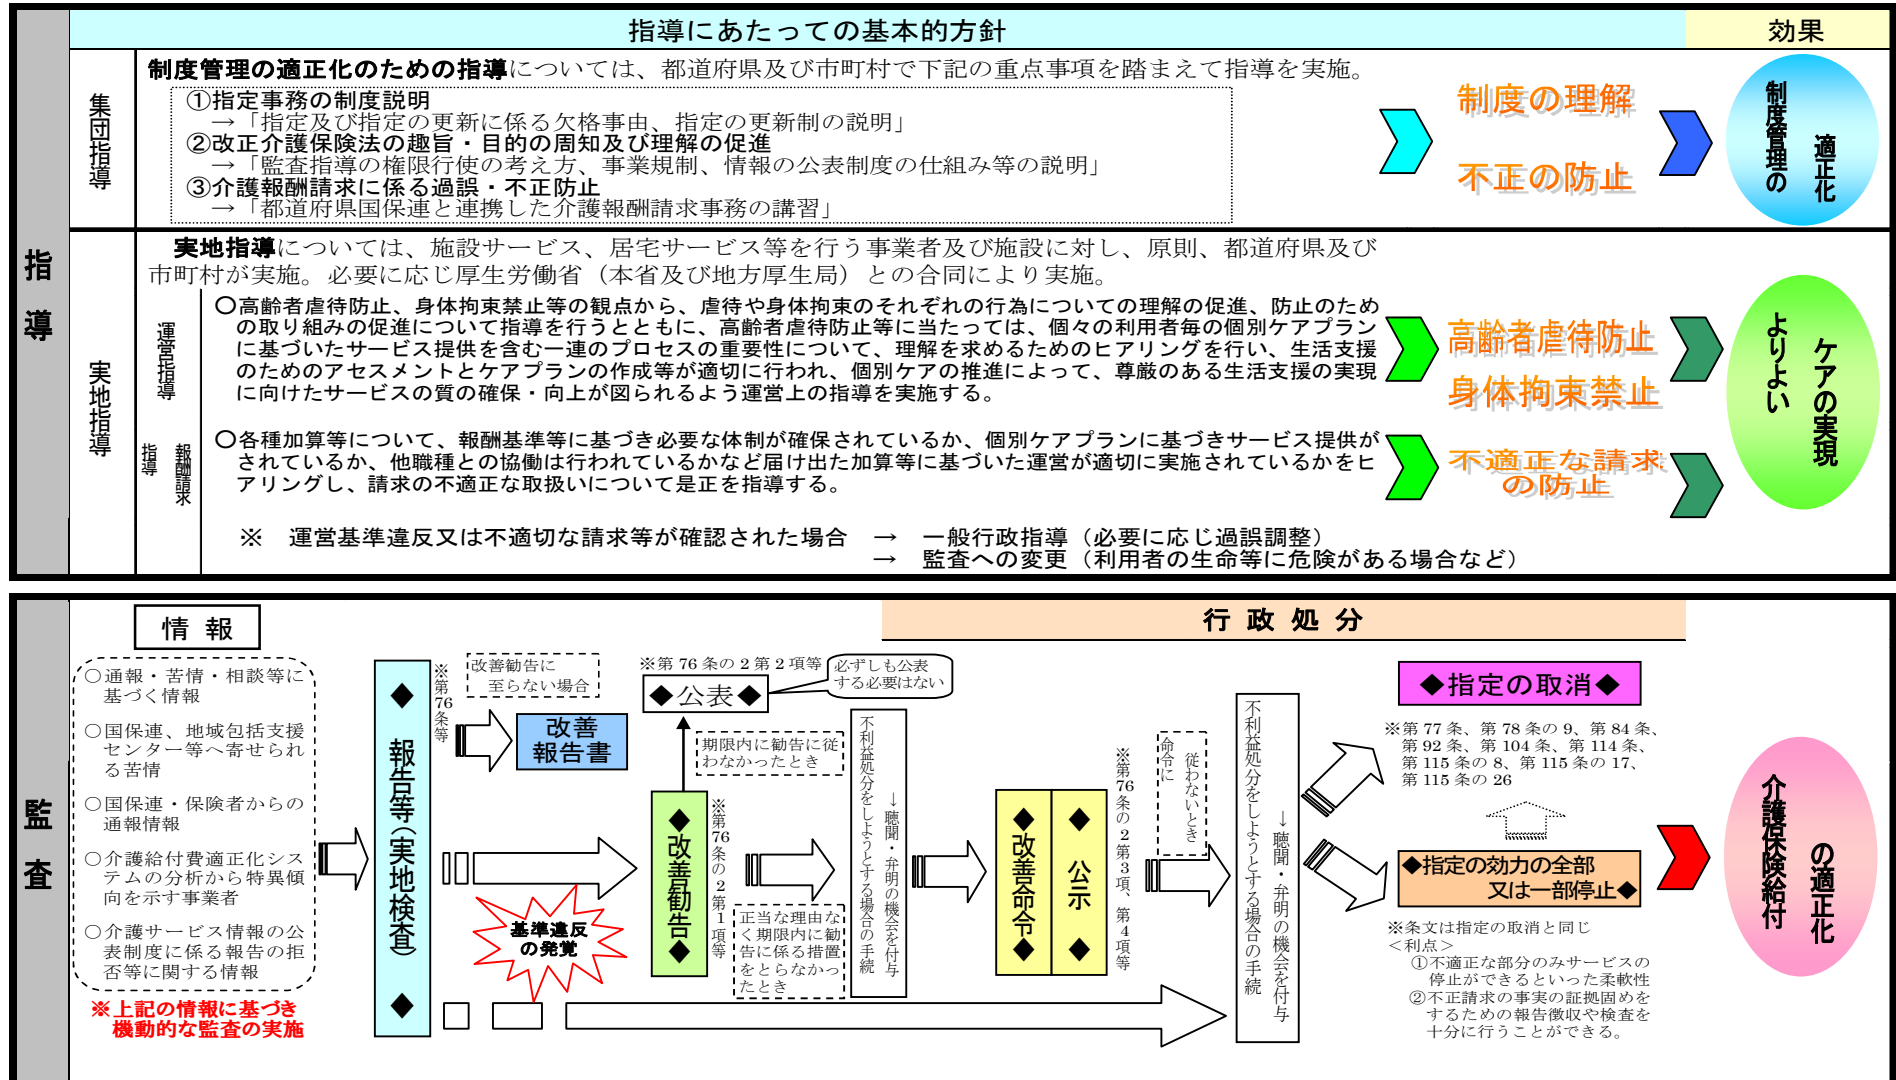 指導にあたっての基本的方針
効果
指導
集団指導
制度管理の適正化のための指導については、都道府県及び市町村で下記の重点事項を踏まえて指導を実施。
①指定事務の制度説明
→「指定及び指定の更新に係る欠格事由、指定の更新制の説明」
②改正介護保険法の趣旨・目的の周知及び理解の促進
→「監査指導の権限行使の考え方、事業規制、情報の公表制度の仕組み等の説明」
③介護報酬請求に係る過誤・不正防止
→「都道府県国保連と連携した介護報酬請求事務の講習」
制度の理解
不正の防止
制度管理の
適正化
実地指導
実地指導については、施設サービス、居宅サービス等を行う事業者及び施設に対し、原則、都道府県及び
市町村が実施。必要に応じ厚生労働省（本省及び地方厚生局）との合同により実施。
運営指導
○高齢者虐待防止、身体拘束禁止等の観点から、虐待や身体拘束のそれぞれの行為についての理解の促進、防止のため
の取り組みの促進について指導を行うとともに、高齢者虐待防止等に当たっては、個々の利用者毎の個別ケアプラン
に基づいたサービス提供を含む一連のプロセスの重要性について、理解を求めるためのヒアリングを行い、生活支援
のためのアセスメントとケアプランの作成等が適切に行われ、個別ケアの推進によって、尊厳のある生活支援の実現
に向けたサービスの質の確保・向上が図られるよう運営上の指導を実施する。
高齢者虐待防止
身体拘束禁止
報酬請求
指導
○各種加算等について、報酬基準等に基づき必要な体制が確保されているか、個別ケアプランに基づきサービス提供が
されているか、他職種との協働は行われているかなど届け出た加算等に基づいた運営が適切に実施されているかをヒ
アリングし、請求の不適正な取扱いについて是正を指導する。
不適正な請求
の防止
よりよい
ケアの実現
※　運営基準違反又は不適切な請求等が確認された場合　→　一般行政指導（必要に応じ過誤調整）
→　監査への変更（利用者の生命等に危険がある場合など）
監査
情報
○通報・苦情・相談等に
基づく情報
○国保連、地域包括支援
センター等へ寄せられ
る苦情
○国保連・保険者からの
通報情報
○介護給付費適正化シス
テムの分析から特異傾
向を示す事業者
○介護サービス情報の公
表制度に係る報告の拒
否等に関する情報
※上記の情報に基づき
機動的な監査の実施
◆報告等（実地検査）◆
※第76条等
改善勧告に
至らない場合
改善
報告書
基準違反
の発覚
※第76条の2第2項等
◆公表◆
必ずしも公表
する必要はない
期限内に勧告に従
わなかったとき
◆改善勧告◆
※第76条の2第1項等
正当な理由な
く期限内に勧
告に係る措置
をとらなかっ
たとき
不利益処分をしようとする場合の手続
→聴聞・弁明の機会を付与
行政処分
◆改善命令◆
◆公示◆
※第76条の2第3項、第4項等
命令に
従わないとき
不利益処分をしようとする場合の手続
→聴聞・弁明の機会を付与
◆指定の取消◆
※第77条、第78条の9、第84条、
第92条、第104条、第114条、
第115条の8、第115条の17、
第115条の26
◆指定の効力の全部
又は一部停止◆
※条文は指定の取消と同じ
＜利点＞
①不適正な部分のみサービスの
停止ができるといった柔軟性
②不正請求の事実の証拠固めを
するための報告徴収や検査を
十分に行うことができる。
介護保険給付
の適正化